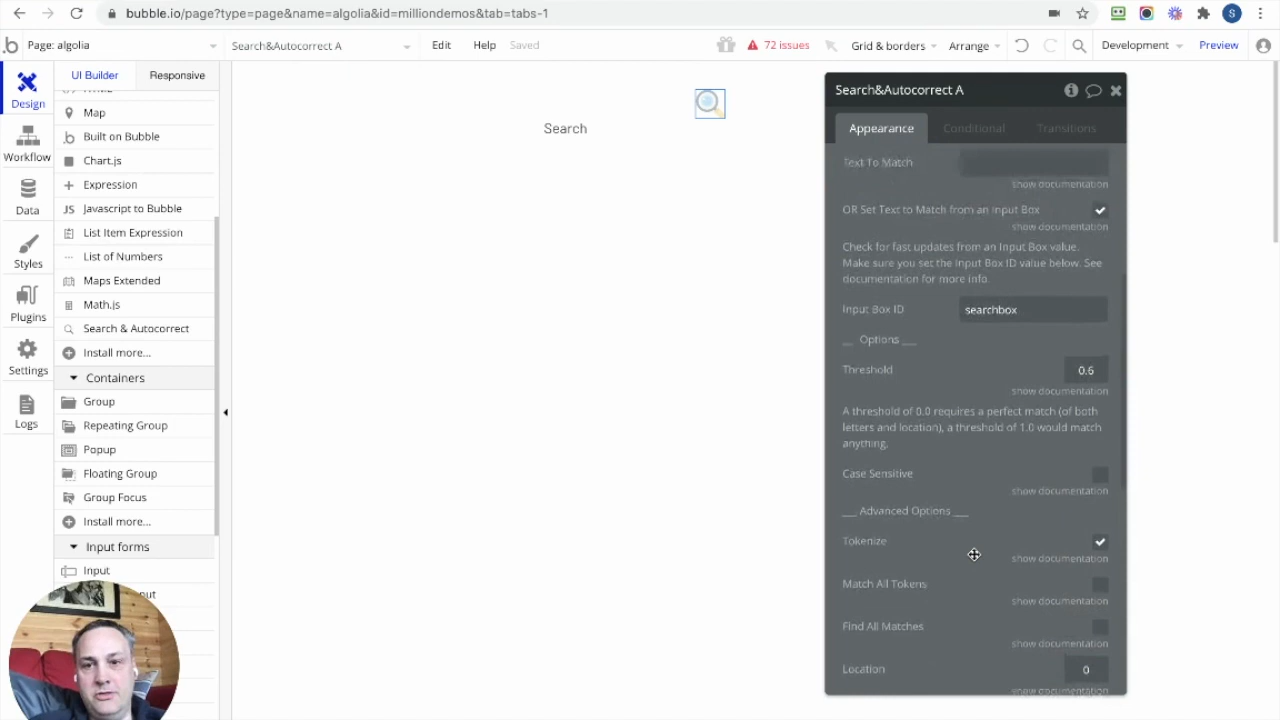 bubble.io/page?type=page&name=algolia&id=milliondemos&tab=tabs-1
S
.b
Page: algolia
Search&Autocorrect A
Edit
Help
Saved
72 issues
Grid & borders
Arrange
Development
Preview
Design
Workflow
Data
Styles
Plugins
Settings
Logs
UI Builder
Responsive
Map
Built on Bubble
Chart.js
Expression
JS Javascript to Bubble
List Item Expression
List of Numbers
Maps Extended
Math.js
Search & Autocorrect
Install more...
Containers
Group
Repeating Group
Popup
Floating Group
Group Focus
Install more...
Input forms
Input
Search
Search&Autocorrect A
Appearance
Conditional
Transitions
Text To Match
show documentation
OR Set Text to Match from an Input Box
show documentation
Check for fast updates from an Input Box value.
Make sure you set the Input Box ID value below. See
documentation for more info.
Input Box ID
searchbox
__ Options ___
Threshold
0.6
show documentation
A threshold of 0.0 requires a perfect match (of both
letters and location), a threshold of 1.0 would match
anything.
Case Sensitive
show documentation
___ Advanced Options ___
Tokenize
show documentation
Match All Tokens
show documentation
Find All Matches
show documentation
Location
0
show documentation